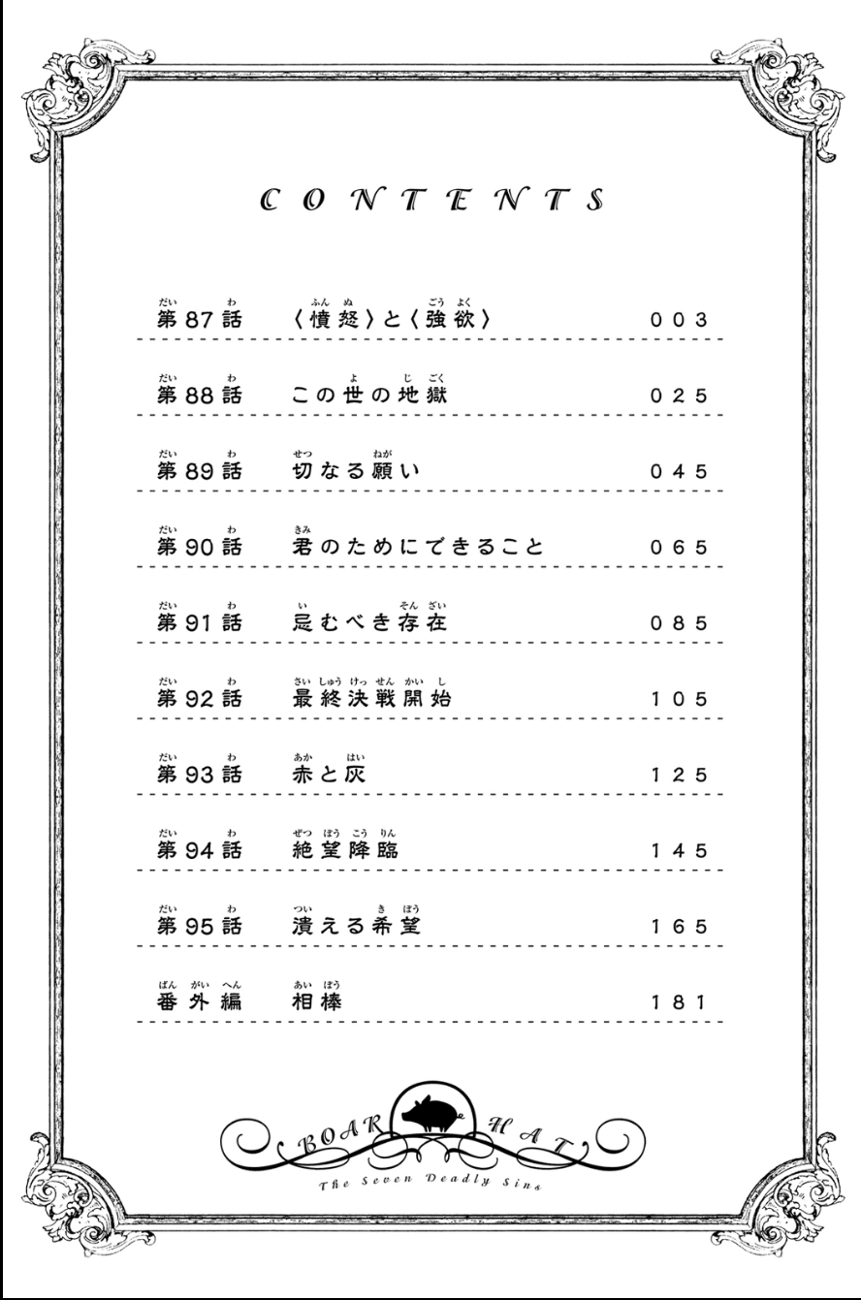 CONTENTS
第87話 〈憤怒〉と〈強欲〉 003
第88話 この世の地獄 025
第89話 切なる願い 045
第90話 君のためにできること 065
第91話 忌むべき存在 085
第92話 最終決戦開始 105
第93話 赤と灰 125
第94話 絶望降臨 145
第95話 潰える希望 165
番外編 相棒 181
BOAR HAT
The Seven Deadly Sins